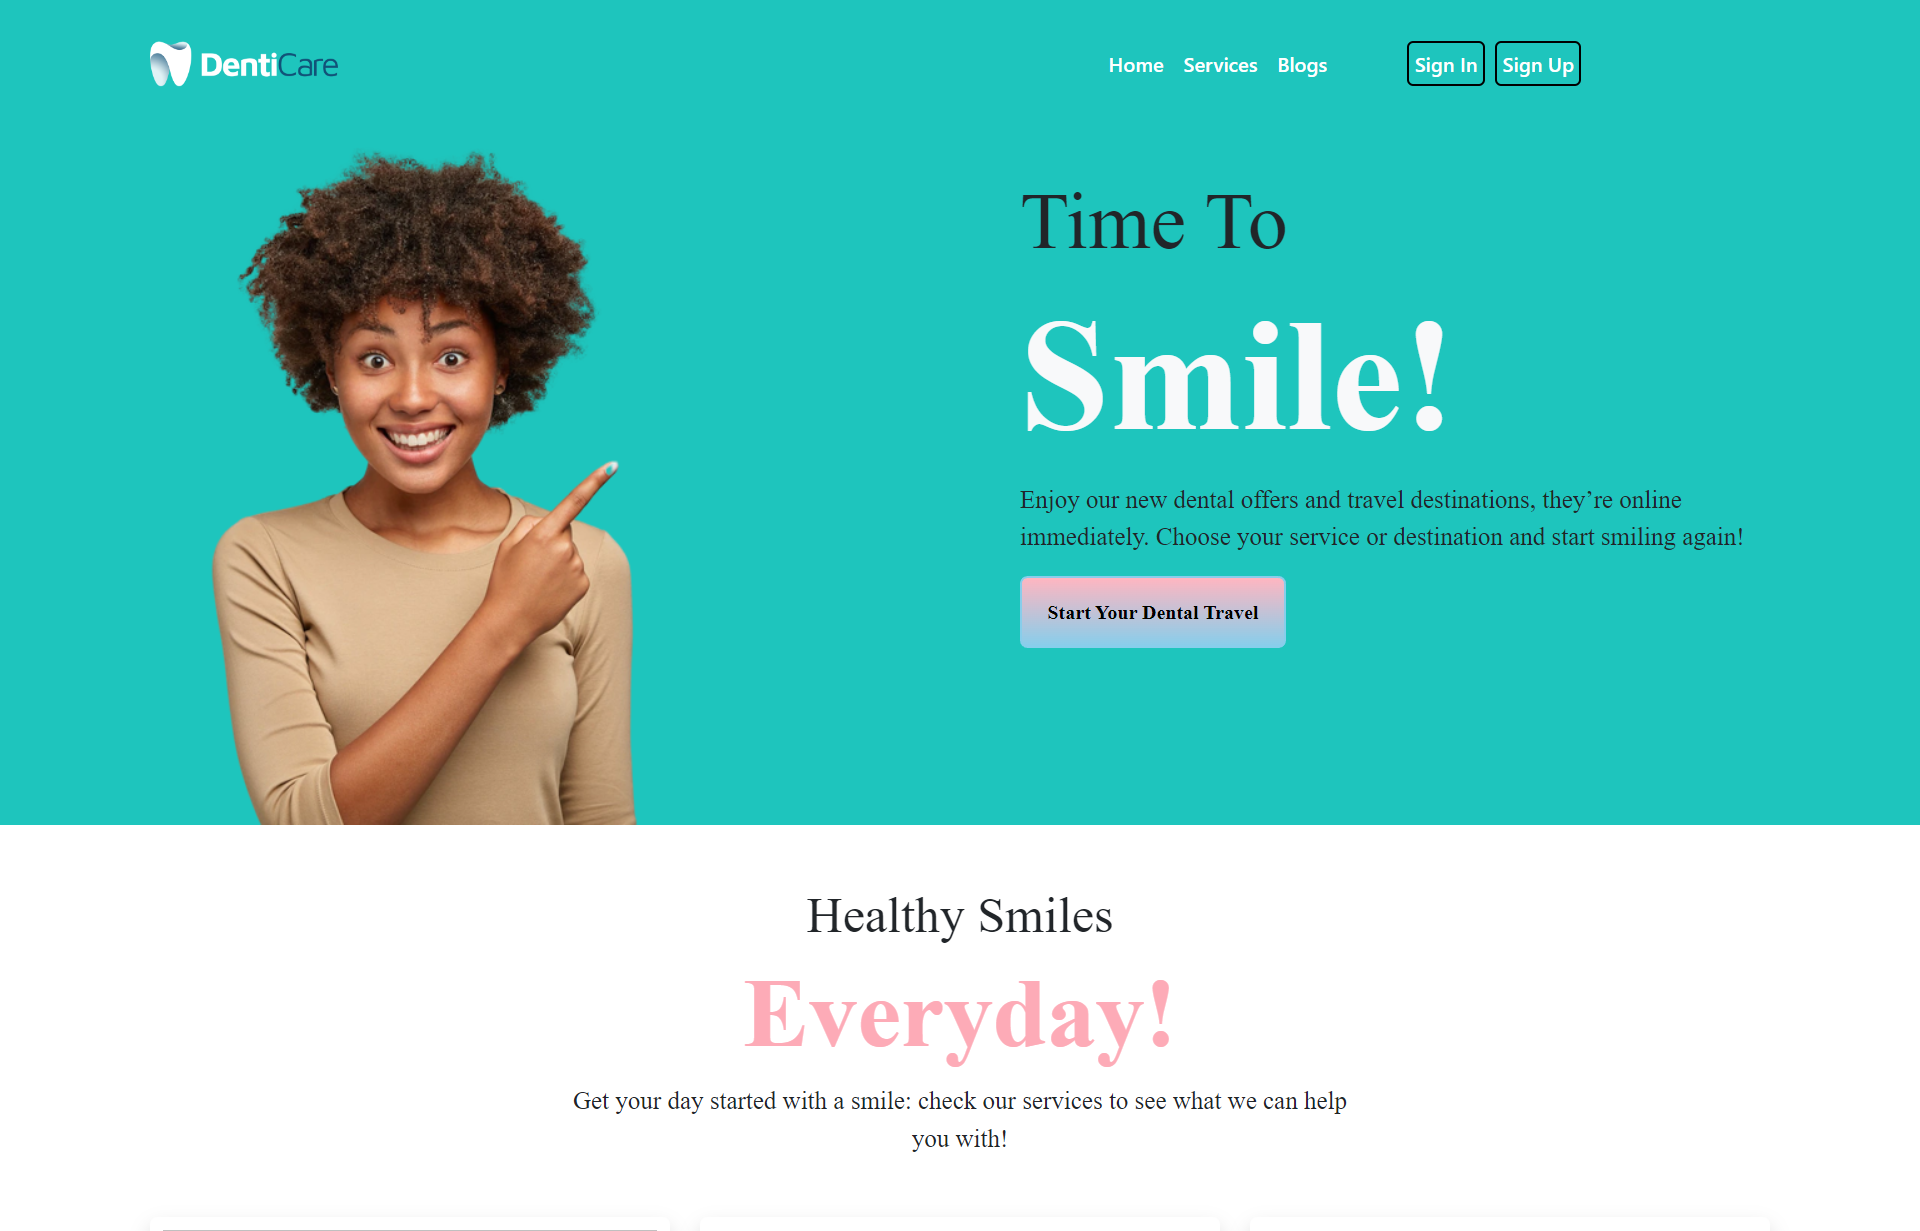 DentiCare
Home Services Blogs Sign In Sign Up
Time To
Smile!
Enjoy our new dental offers and travel destinations, they’re online
immediately. Choose your service or destination and start smiling again!
Start Your Dental Travel
Healthy Smiles
Everyday!
Get your day started with a smile: check our services to see what we can help
you with!